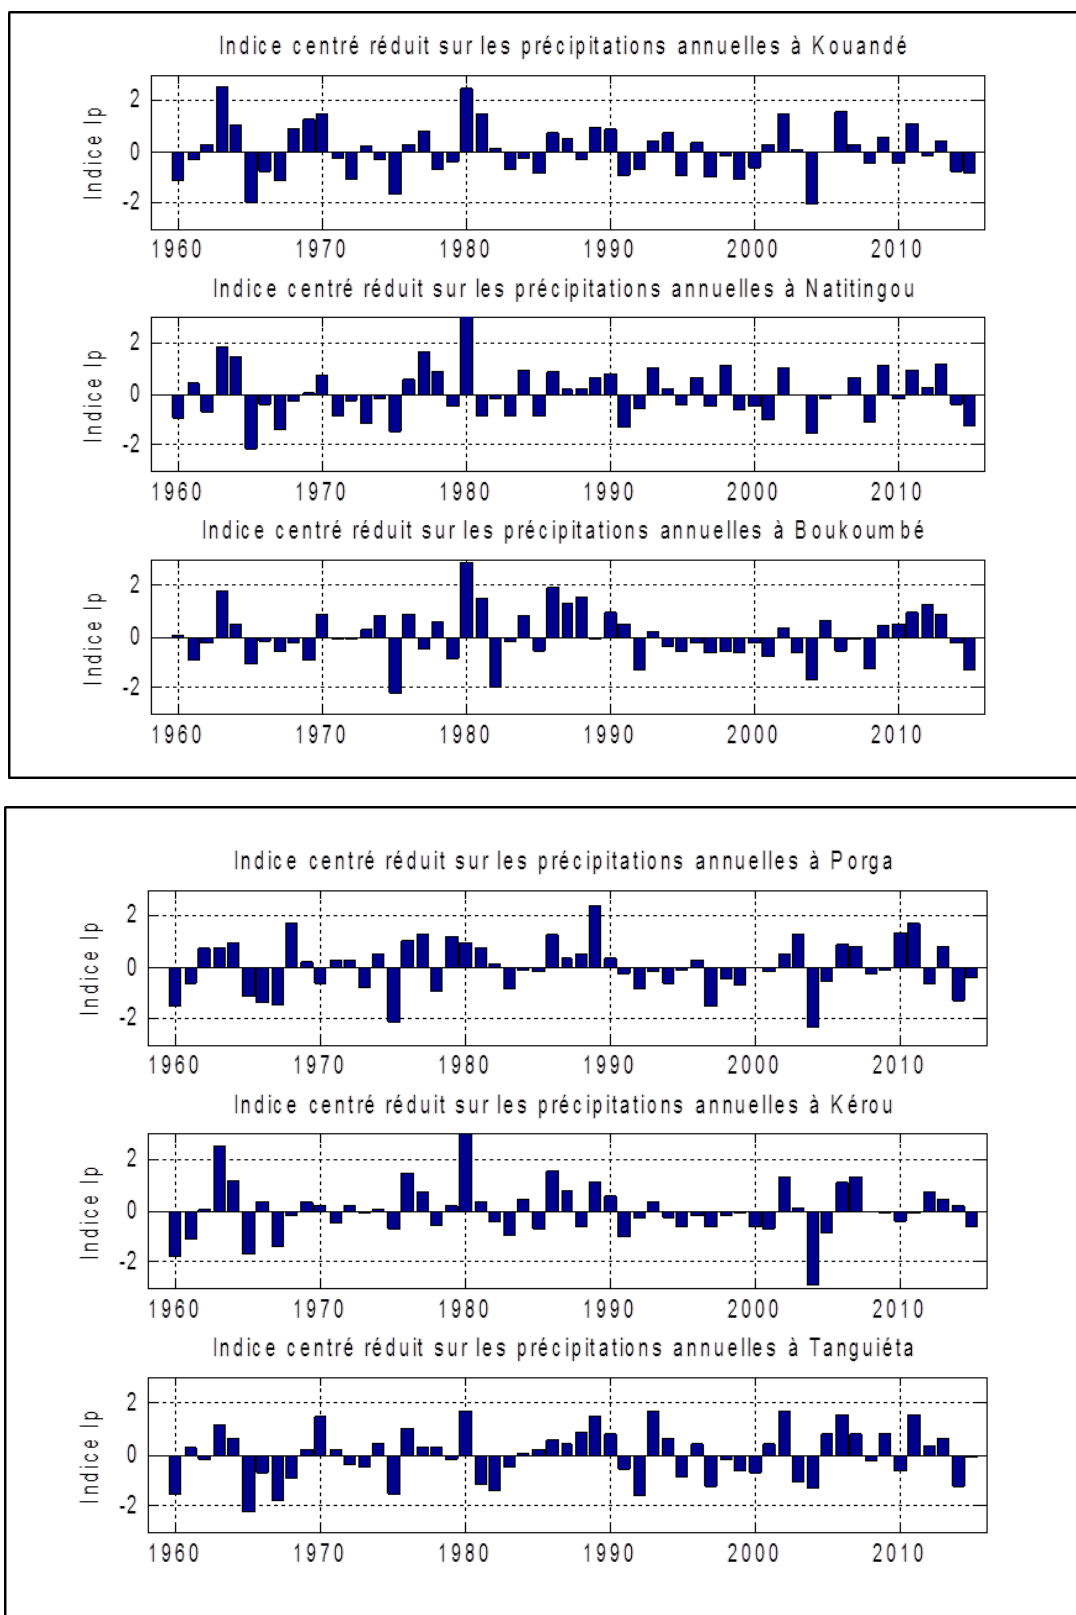 Indice centré réduit sur les précipitations annuelles à Kouandé
Indice Ip
2
0
-2
1960 1970 1980 1990 2000 2010
Indice centré réduit sur les précipitations annuelles à Natitingou
Indice Ip
2
0
-2
1960 1970 1980 1990 2000 2010
Indice centré réduit sur les précipitations annuelles à Boukoumbé
Indice Ip
2
0
-2
1960 1970 1980 1990 2000 2010
Indice centré réduit sur les précipitations annuelles à Porga
Indice Ip
2
0
-2
1960 1970 1980 1990 2000 2010
Indice centré réduit sur les précipitations annuelles à Kérou
Indice Ip
2
0
-2
1960 1970 1980 1990 2000 2010
Indice centré réduit sur les précipitations annuelles à Tanguiéta
Indice Ip
2
0
-2
1960 1970 1980 1990 2000 2010